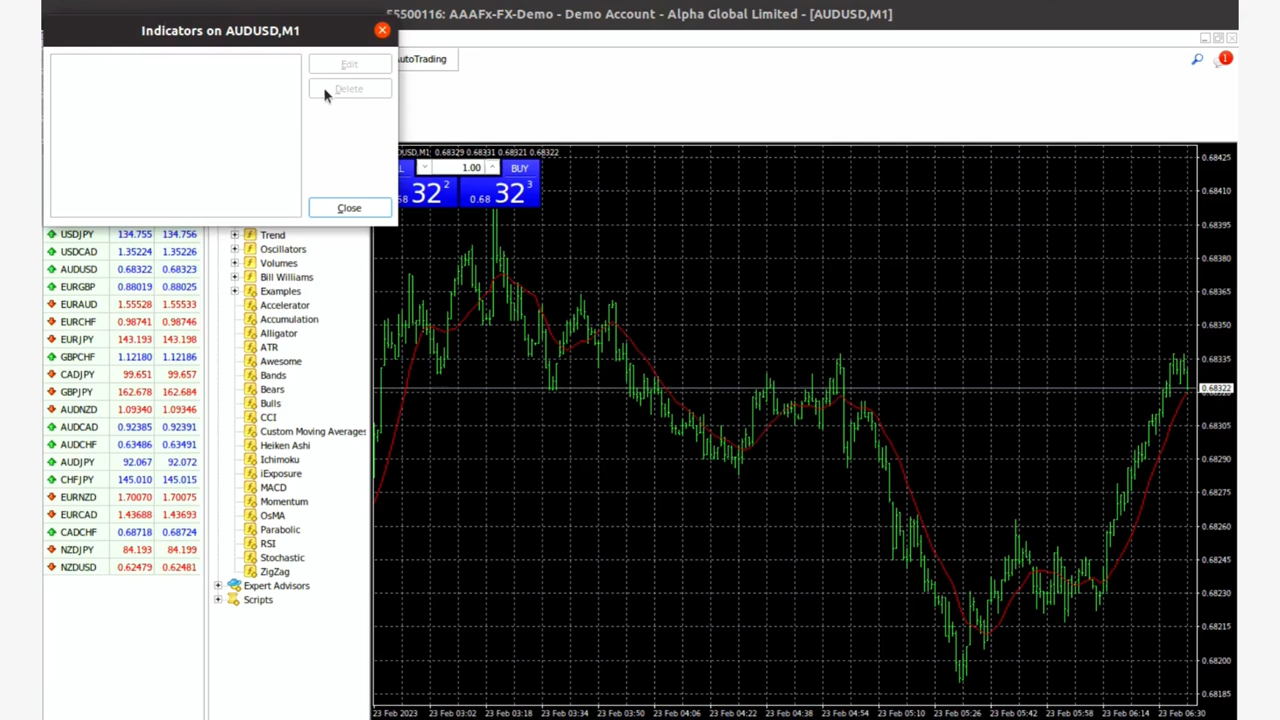 55500116: AAAFx-FX-Demo - Demo Account - Alpha Global Limited - [AUDUSD,M1]
Indicators on AUDUSD,M1
Edit
Delete
Close
AutoTrading
1
USDJPY 134.755 134.756
USDCAD 1.35224 1.35226
AUDUSD 0.68322 0.68323
EURGBP 0.88019 0.88025
EURAUD 1.55528 1.55533
EURCHF 0.98741 0.98746
EURJPY 143.193 143.198
GBPCHF 1.12180 1.12186
CADJPY 99.651 99.657
GBPJPY 162.678 162.684
AUDNZD 1.09340 1.09346
AUDCAD 0.92385 0.92391
AUDCHF 0.63486 0.63491
AUDJPY 92.067 92.072
CHFJPY 145.010 145.015
EURNZD 1.70070 1.70075
EURCAD 1.43688 1.43693
CADCHF 0.68718 0.68724
NZDJPY 84.193 84.199
NZDUSD 0.62479 0.62481
Trend
Oscillators
Volumes
Bill Williams
Examples
Accelerator
Accumulation
Alligator
ATR
Awesome
Bands
Bears
Bulls
CCI
Custom Moving Averages
Heiken Ashi
Ichimoku
iExposure
MACD
Momentum
OsMA
Parabolic
RSI
Stochastic
ZigZag
Expert Advisors
Scripts
USD,M1 0.68329 0.68331 0.68321 0.68322
L 1.00 BUY
58 32 2 0.68 32 3
0.68425
0.68410
0.68395
0.68380
0.68365
0.68350
0.68335
0.68322
0.68305
0.68290
0.68275
0.68260
0.68245
0.68230
0.68215
0.68200
0.68185
23 Feb 2023 23 Feb 03:02 23 Feb 03:18 23 Feb 03:34 23 Feb 03:50 23 Feb 04:06 23 Feb 04:22 23 Feb 04:38 23 Feb 04:54 23 Feb 05:10 23 Feb 05:26 23 Feb 05:42 23 Feb 05:58 23 Feb 06:14 23 Feb 06:30